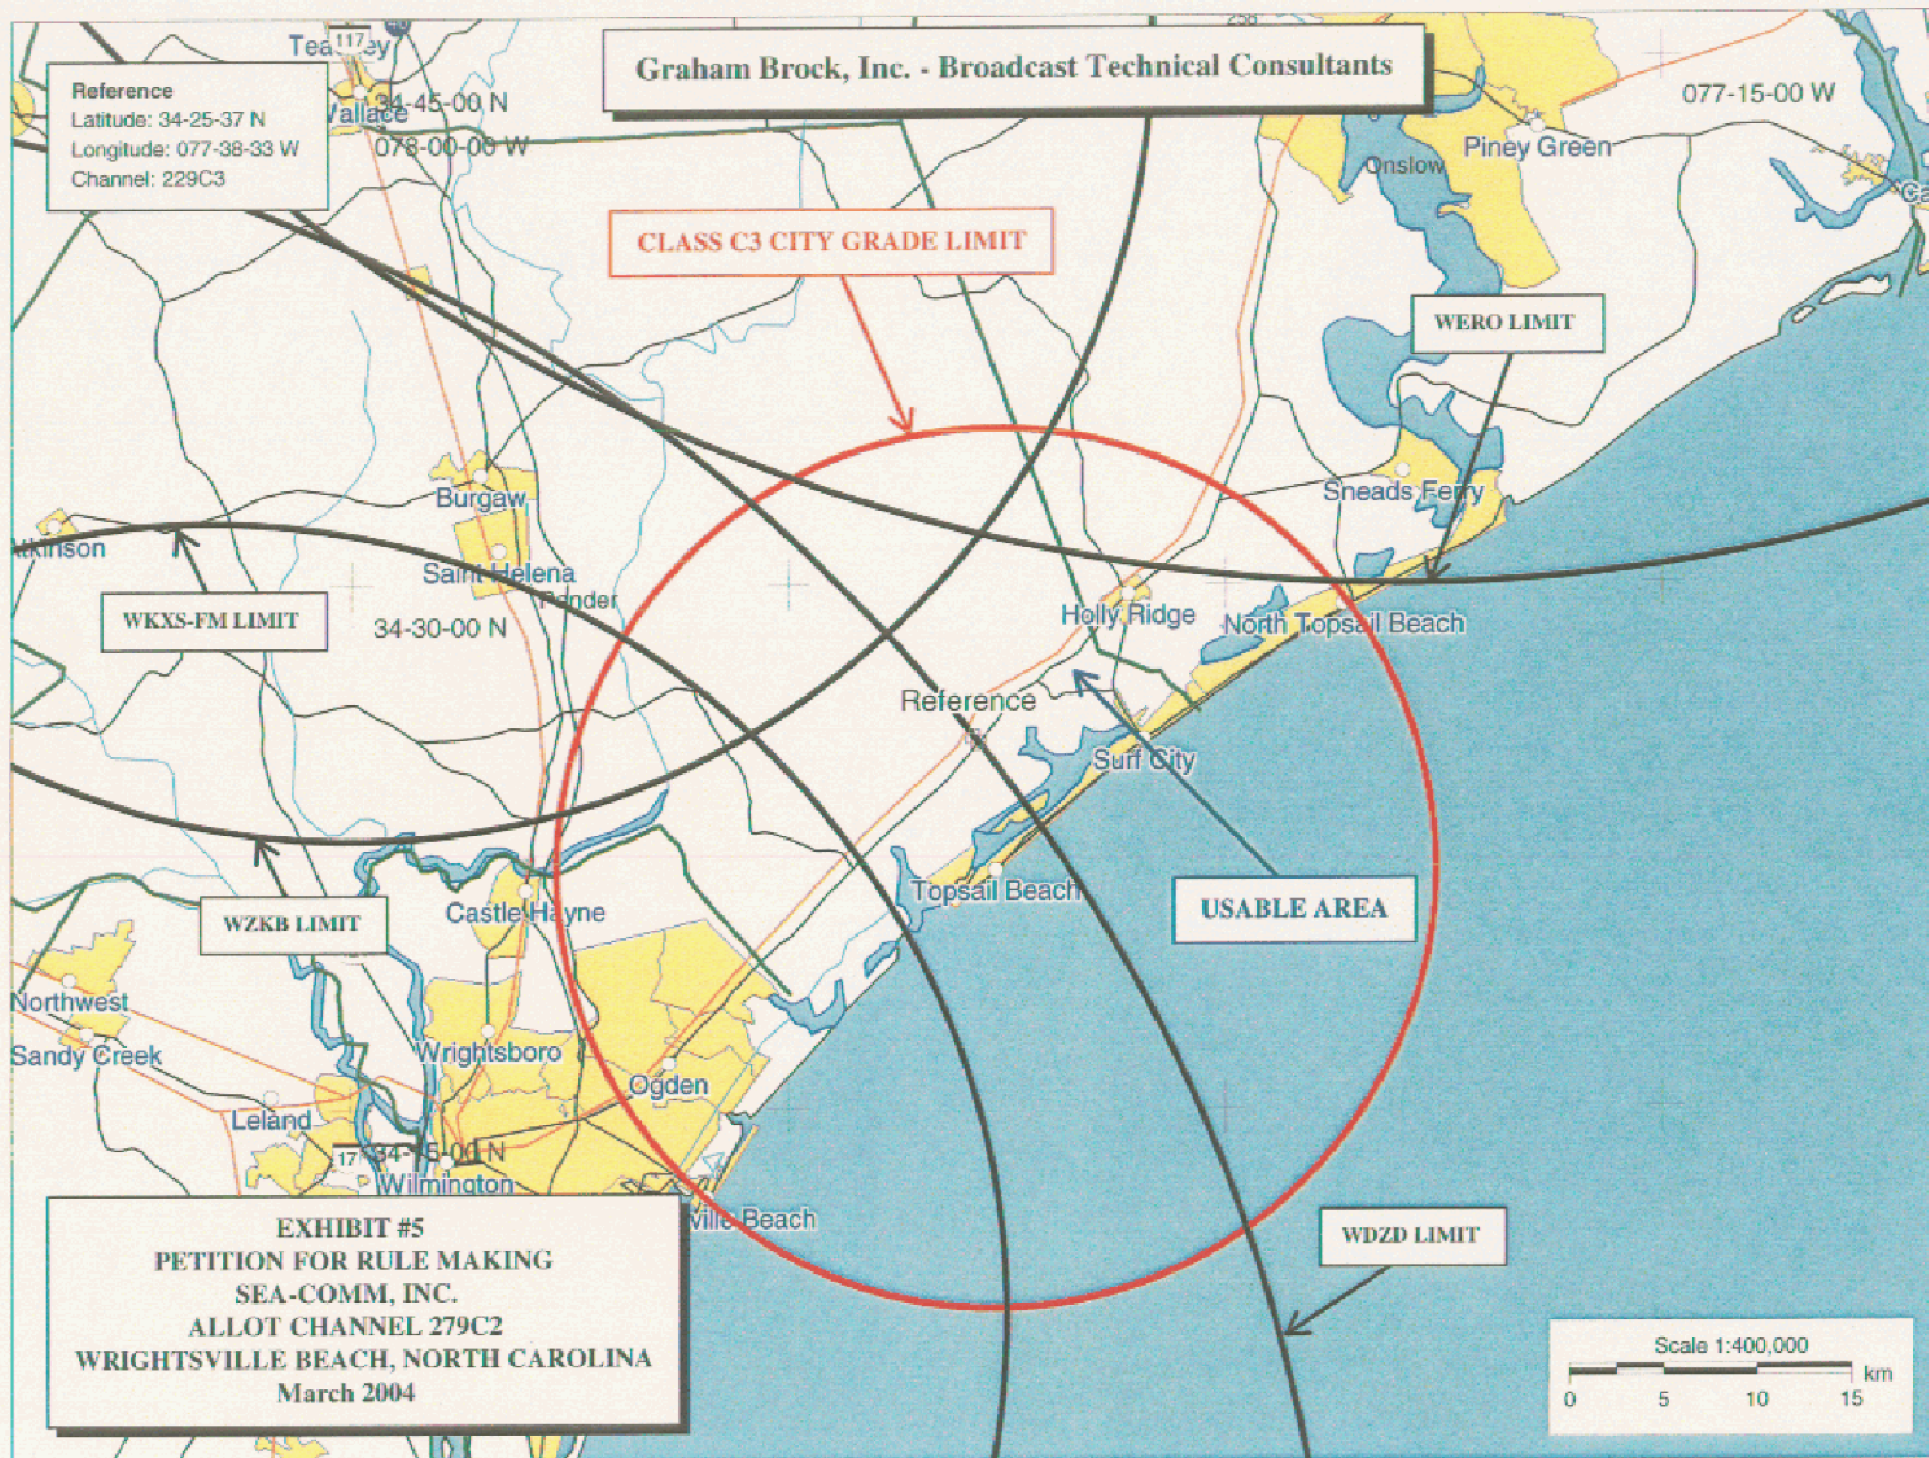 Graham Brock, Inc. - Broadcast Technical Consultants
Reference
Latitude: 34-25-37 N
Longitude: 077-38-33 W
Channel: 229C3
117
34-45-00 N
078-00-00 W
077-15-00 W
Piney Green
Onslow
CLASS C3 CITY GRADE LIMIT
WERO LIMIT
Burgaw
Sneads Ferry
Saint Helena
Pender
WKXS-FM LIMIT
34-30-00 N
Holly Ridge
North Topsail Beach
Reference
Surf City
Topsail Beach
USABLE AREA
Castle Hayne
WZKB LIMIT
Northwest
Sandy Creek
Wrightsboro
Ogden
Leland
17
34-15-00 N
Wilmington
ville Beach
WDZD LIMIT
EXHIBIT #5
PETITION FOR RULE MAKING
SEA-COMM, INC.
ALLOT CHANNEL 279C2
WRIGHTSVILLE BEACH, NORTH CAROLINA
March 2004
Scale 1:400,000
km
0 5 10 15